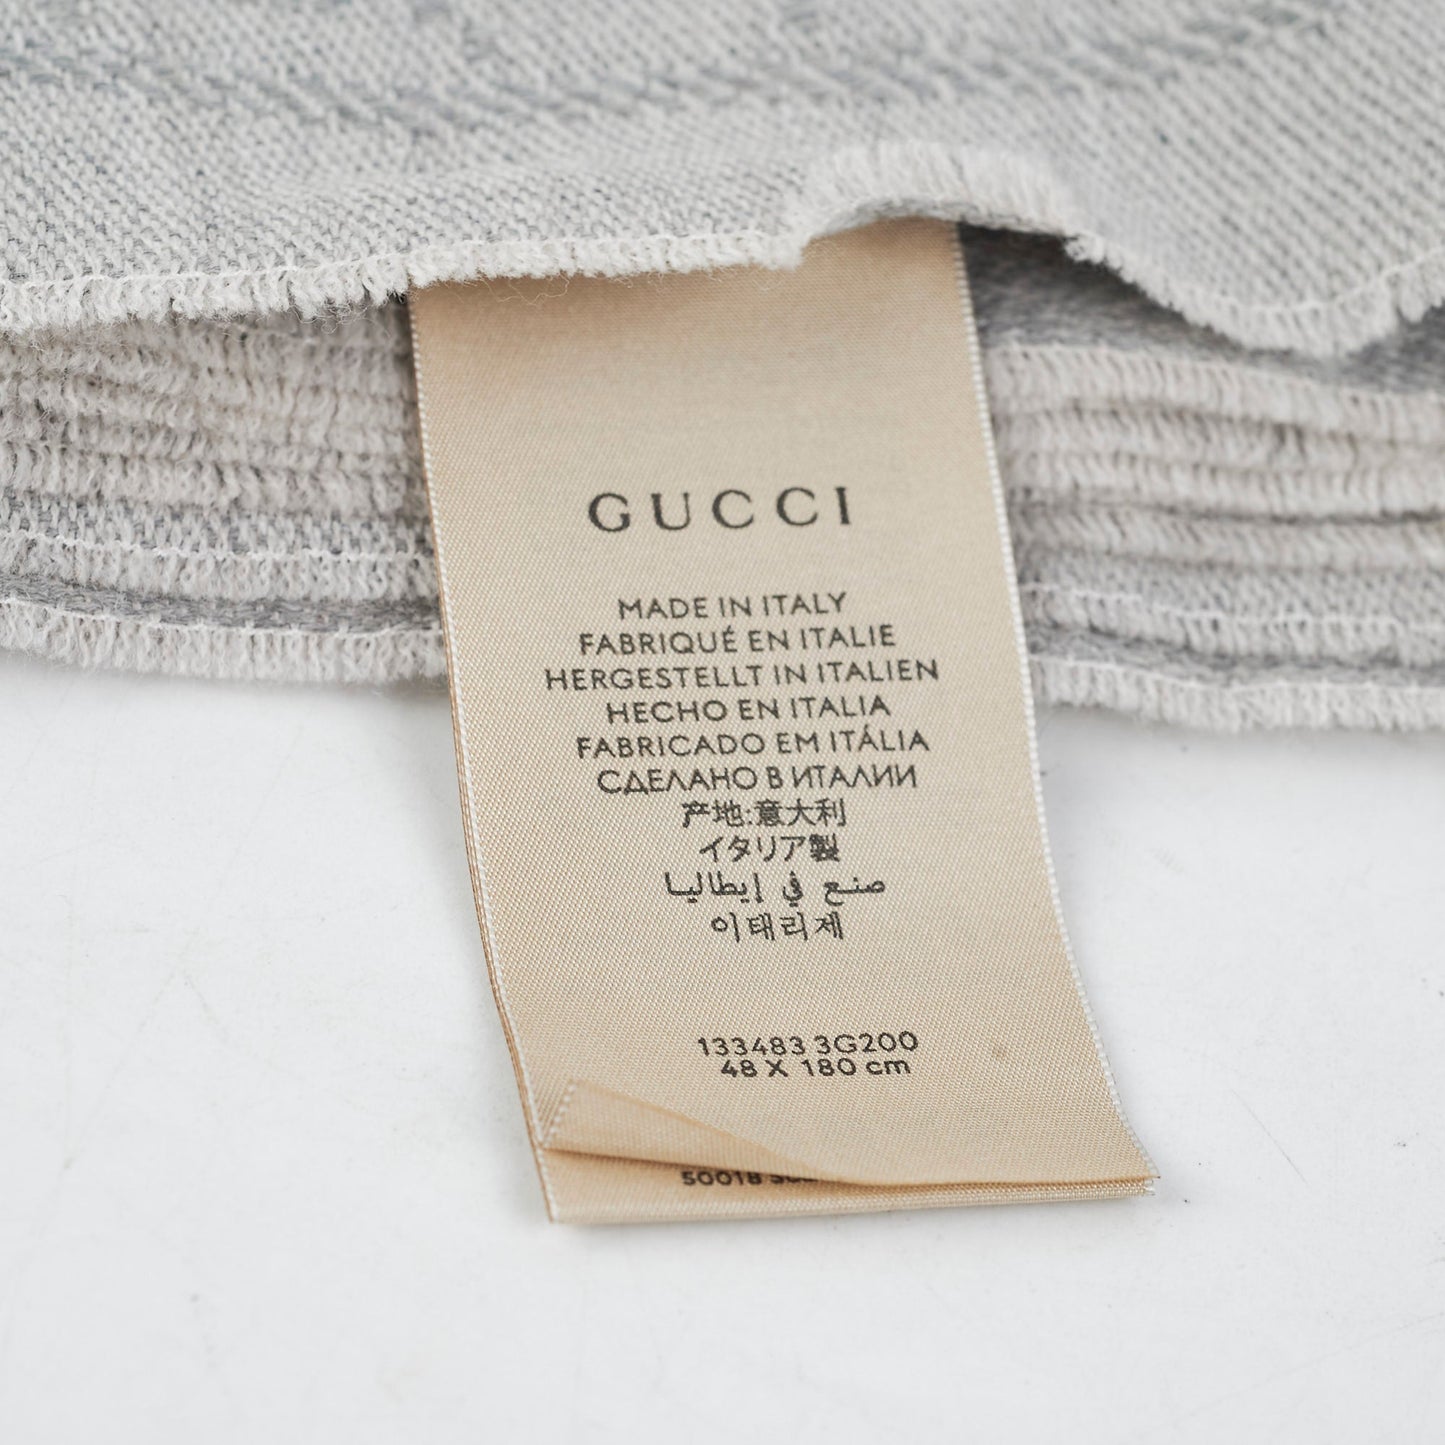 GUCCI
MADE IN ITALY
FABRIQUÉ EN ITALIE
HERGESTELLT IN ITALIEN
HECHO EN ITALIA
FABRICADO EM ITÁLIA
СДЕЛАНО В ИТАЛИИ
产地:意大利
イタリア製
صنع في إيطاليا
이태리제
133483 3G200
48 X 180 cm
50018